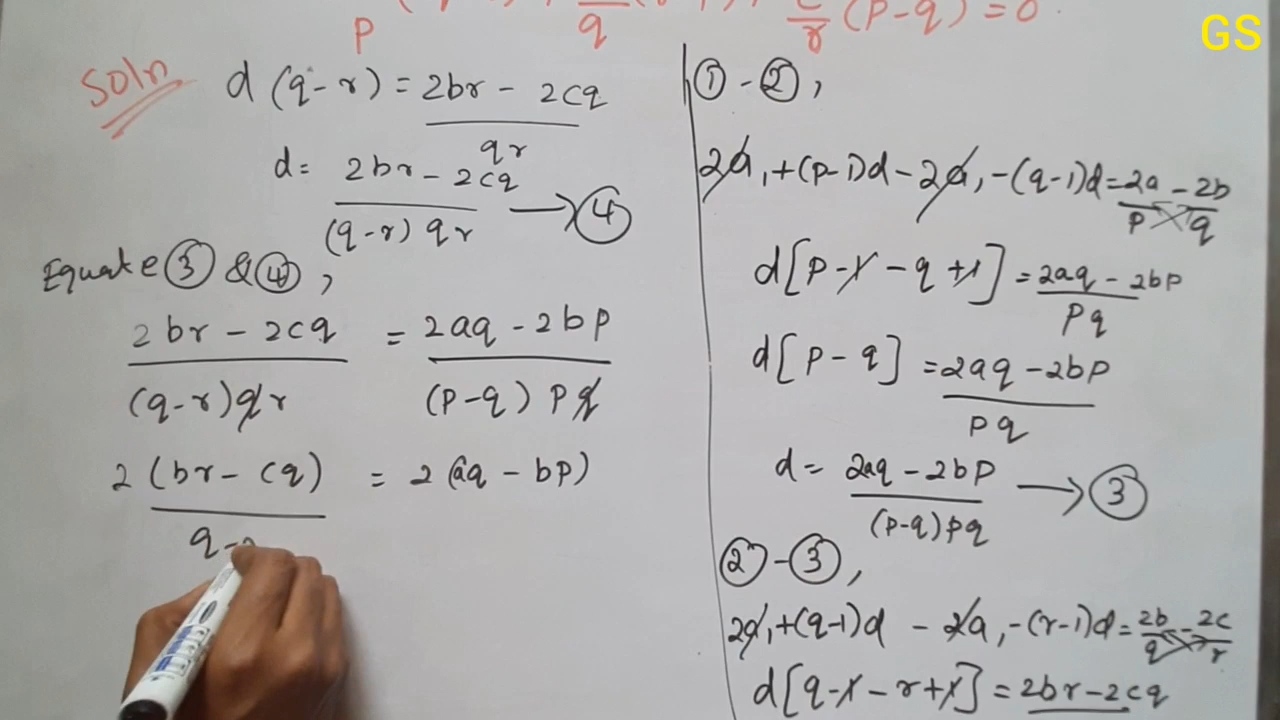 GS
p q c/r (p-q) = 0.
Soln
d (q-r) = (2br - 2cq)/qr
d = (2br - 2cq)/((q-r) qr) → ④
Equate ③ & ④,
(2br - 2cq)/((q-r)qr) = (2aq - 2bp)/((p-q) pq)
2 (br - cq)/q- = 2 (aq - bp)
① - ②,
2a₁ + (p-1)d - 2a₁ - (q-1)d = 2a/p - 2b/q
d[p - 1 - q + 1] = (2aq - 2bp)/pq
d[p - q] = (2aq - 2bp)/pq
d = (2aq - 2bp)/((p-q)pq) → ③
② - ③,
2a₁ + (q-1)d - 2a₁ - (r-1)d = 2b/q - 2c/r
d[q - 1 - r + 1] = 2br - 2cq